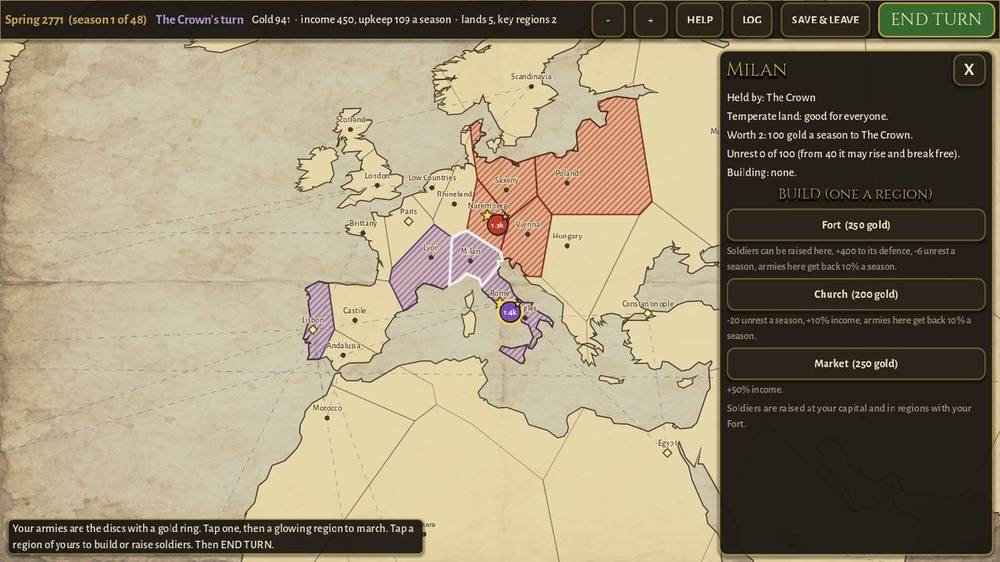 Spring 2771 (season 1 of 48) The Crown's turn Gold 941 · income 450, upkeep 109 a season · lands 5, key regions 2
-
+
HELP
LOG
SAVE & LEAVE
END TURN
MILAN
X
Held by: The Crown
Temperate land: good for everyone.
Worth 2: 100 gold a season to The Crown.
Unrest 0 of 100 (from 40 it may rise and break free).
Building: none.
BUILD (ONE A REGION)
Fort (250 gold)
Soldiers can be raised here, +400 to its defence, -6 unrest a
season, armies here get back 10% a season.
Church (200 gold)
-20 unrest a season, +10% income, armies here get back 10% a
season.
Market (250 gold)
+50% income.
Soldiers are raised at your capital and in regions with your
Fort.
Scandinavia
Scotland
London
Low Countries
Saxony
Poland
Rhineland
Nuremberg
Paris
Brittany
1.3k
Vienna
Hungary
Lyon
Milan
Rome
1.4k
Constantinople
Lisbon
Castile
Andalusia
Morocco
Egypt
Your armies are the discs with a gold ring. Tap one, then a glowing region to march. Tap a
region of yours to build or raise soldiers. Then END TURN.